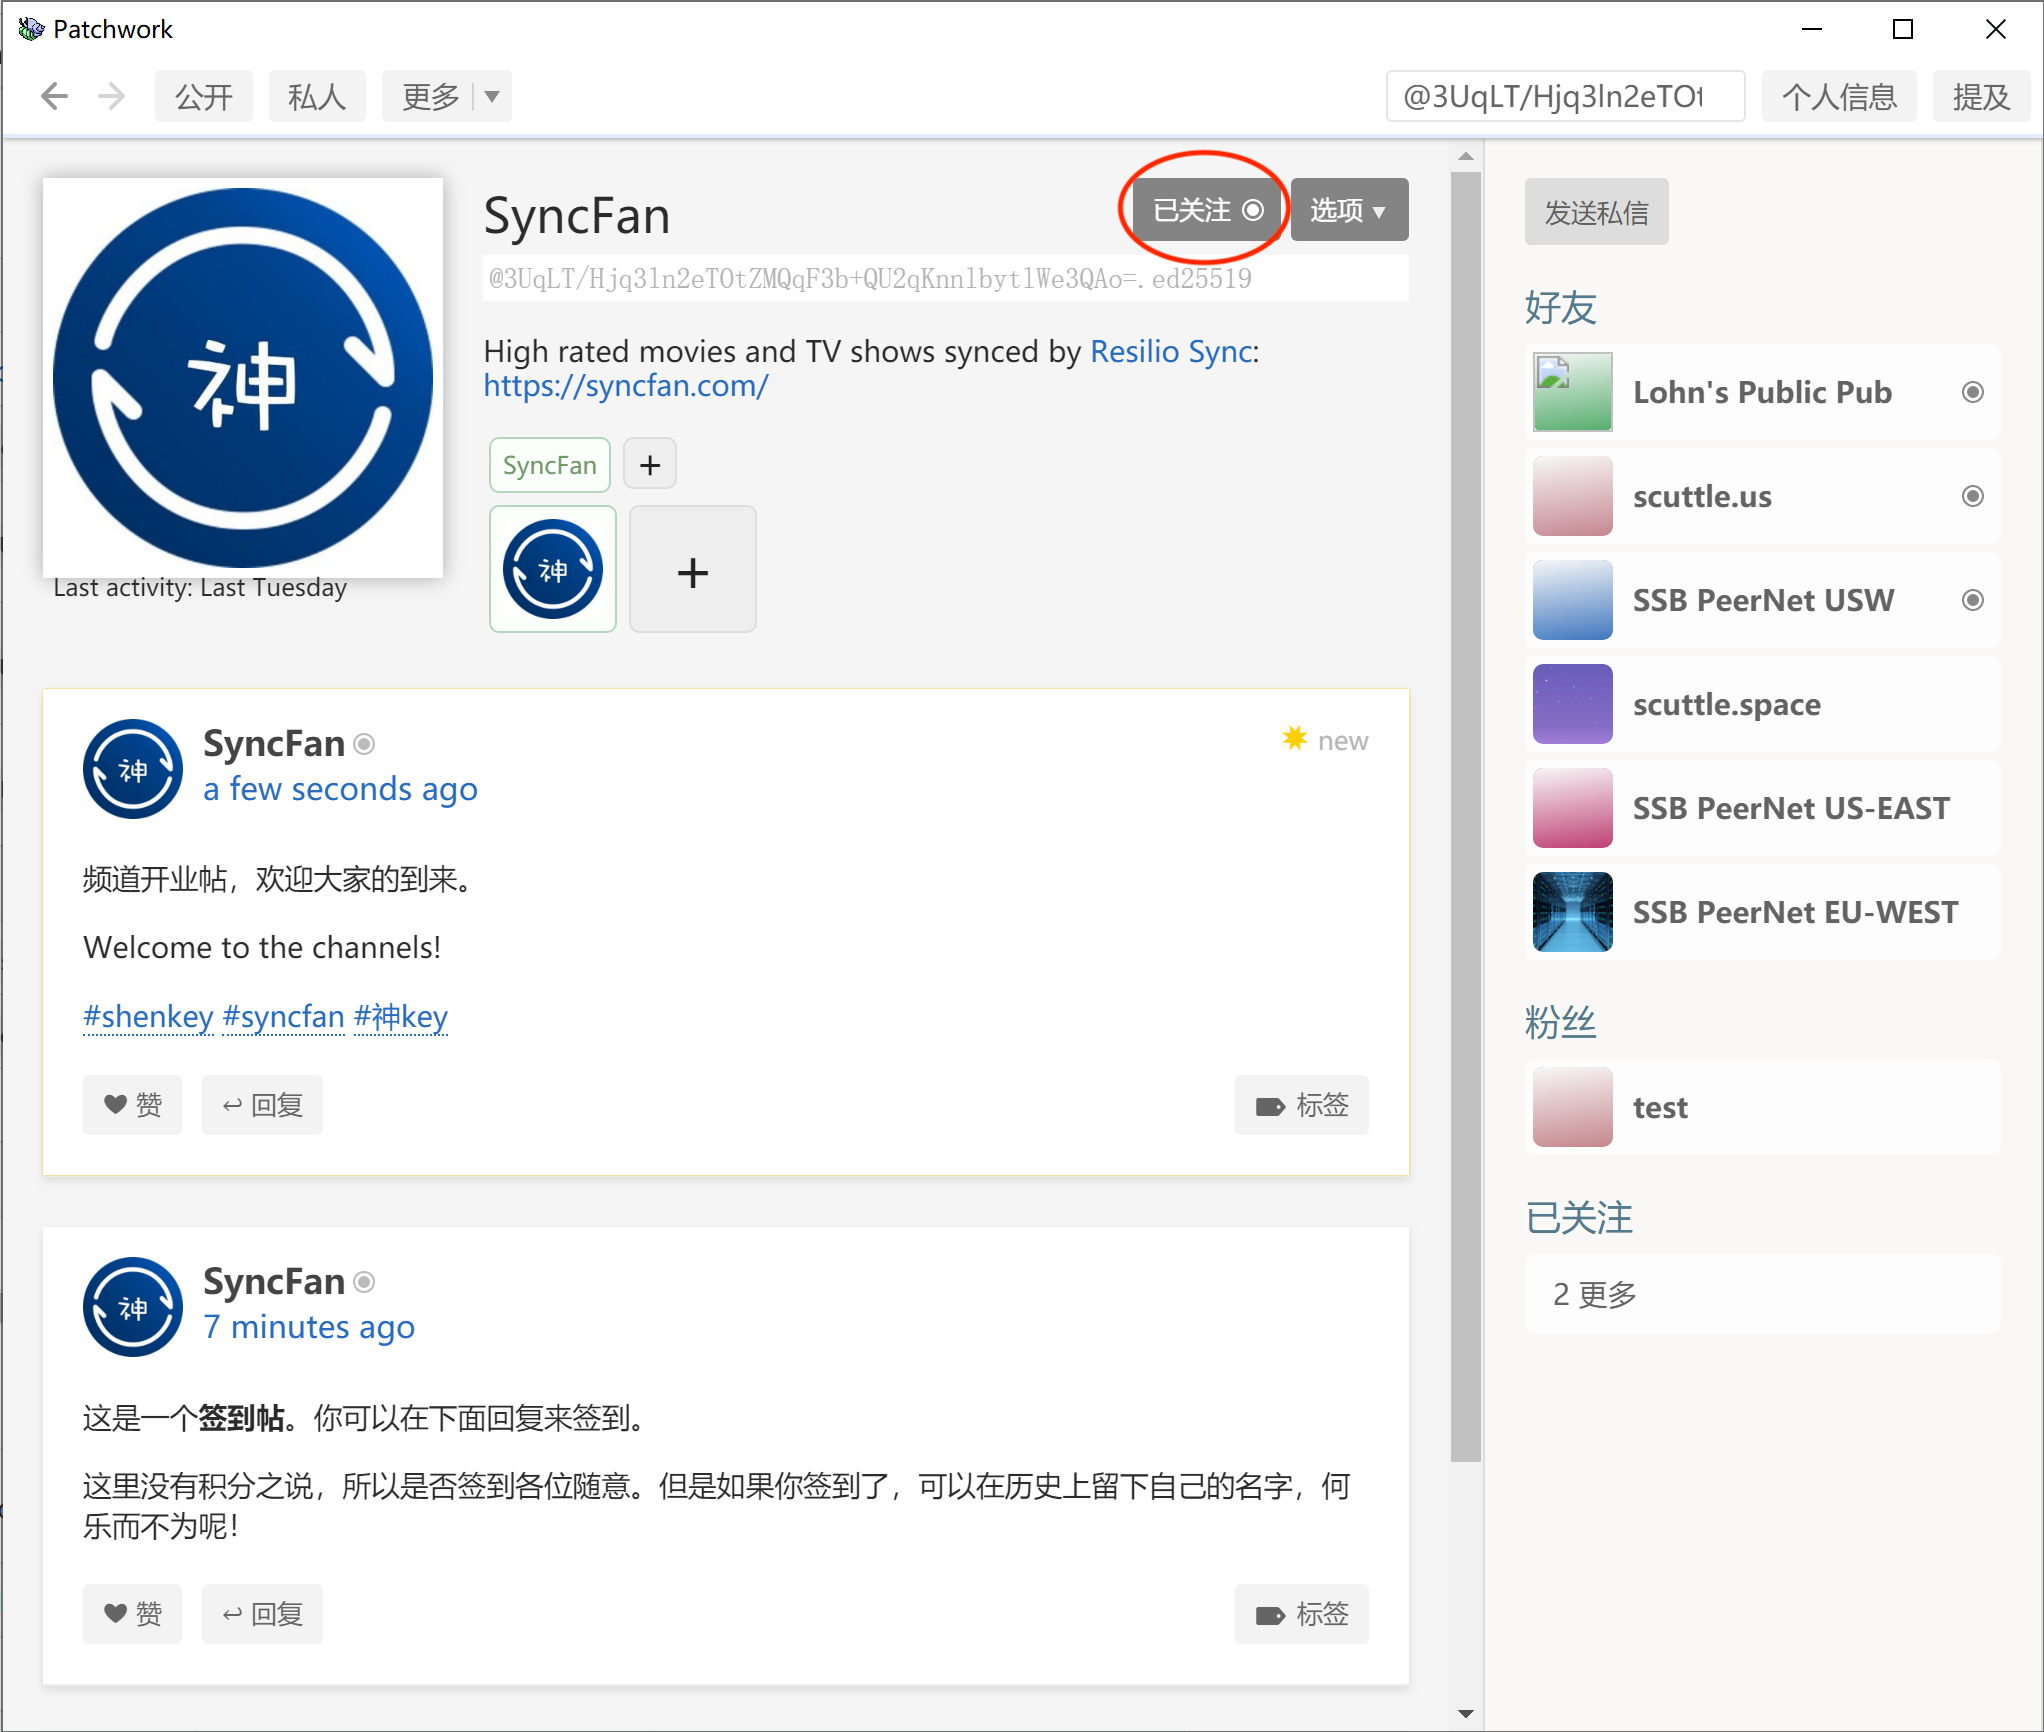 Patchwork
公开
私人
更多
@3UqLT/Hjq3ln2eTOt
个人信息
提及
神
Last activity: Last Tuesday
SyncFan
已关注
选项
@3UqLT/Hjq3ln2eTOtZMQqF3b+QU2qKnnlbytlWe3QAo=.ed25519
High rated movies and TV shows synced by Resilio Sync:
https://syncfan.com/
SyncFan
+
神
+
神
SyncFan
new
a few seconds ago
频道开业帖，欢迎大家的到来。
Welcome to the channels!
#shenkey #syncfan #神key
赞
回复
标签
神
SyncFan
7 minutes ago
这是一个签到帖。你可以在下面回复来签到。
这里没有积分之说，所以是否签到各位随意。但是如果你签到了，可以在历史上留下自己的名字，何
乐而不为呢！
赞
回复
标签
发送私信
好友
Lohn's Public Pub
scuttle.us
SSB PeerNet USW
scuttle.space
SSB PeerNet US-EAST
SSB PeerNet EU-WEST
粉丝
test
已关注
2 更多